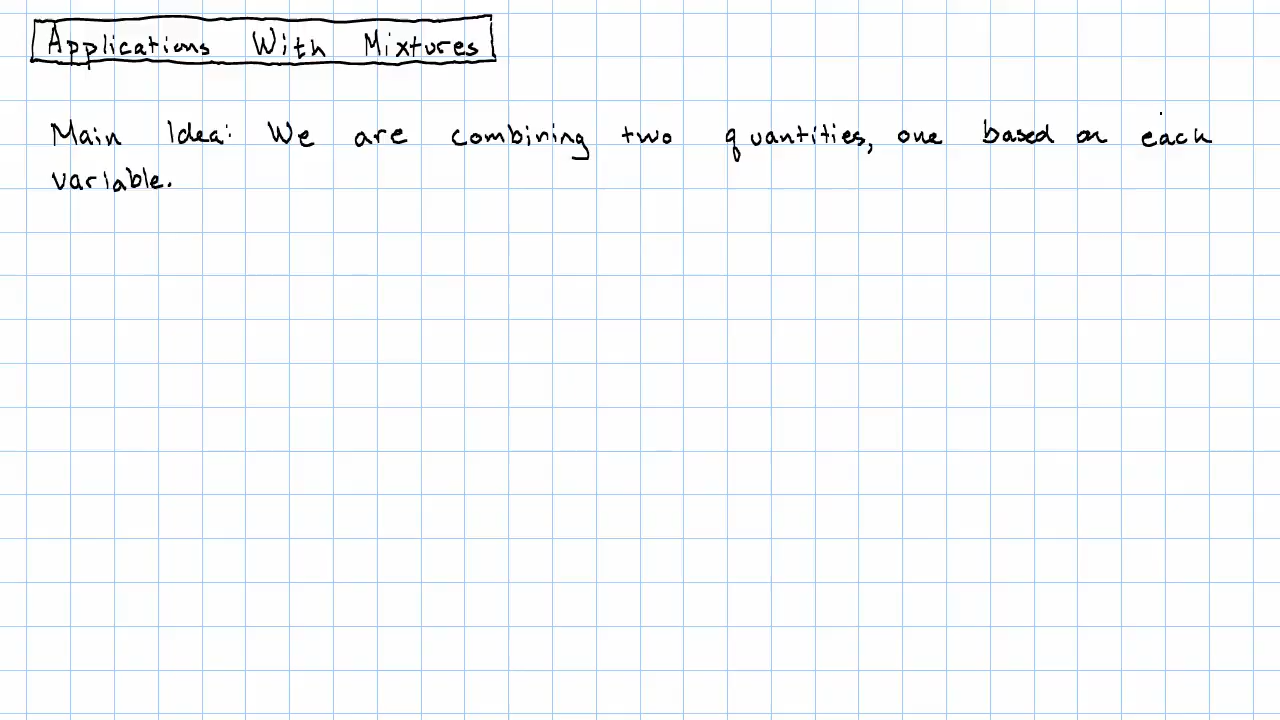 Applications With Mixtures
Main Idea: We are combining two quantities, one based on each
variable.